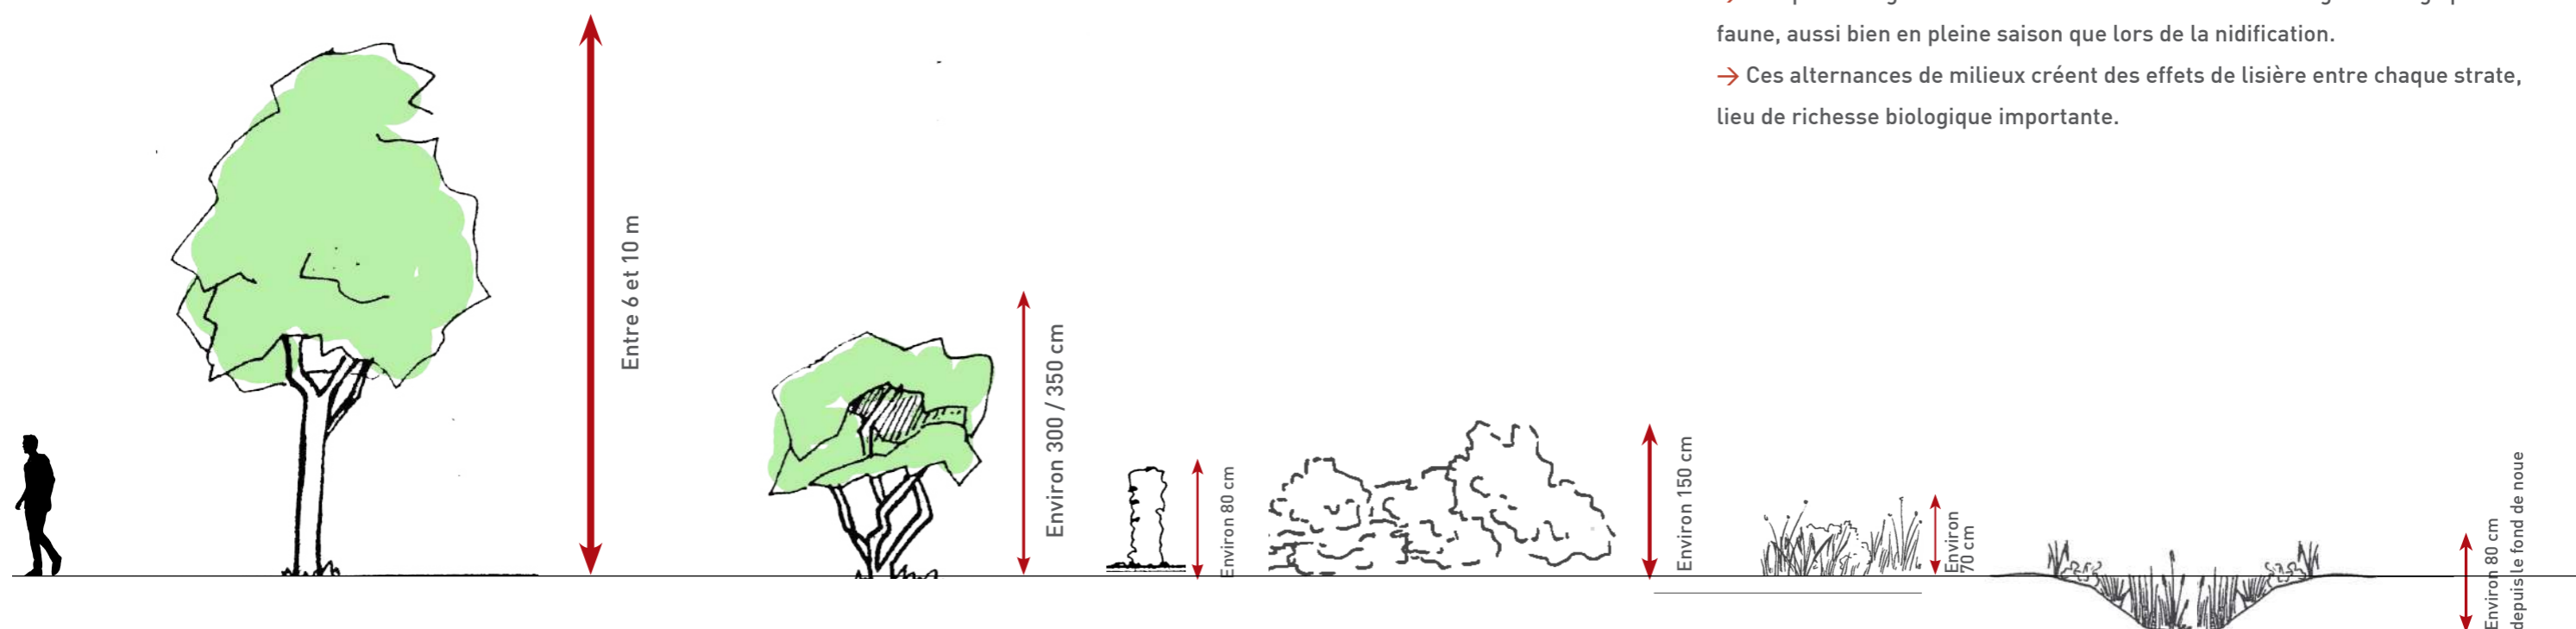 faune, aussi bien en pleine saison que lors de la nidification.
→ Ces alternances de milieux créent des effets de lisière entre chaque strate,
lieu de richesse biologique importante.
Entre 6 et 10 m
Environ 300 / 350 cm
Environ 80 cm
Environ 150 cm
Environ
70 cm
Environ 80 cm
depuis le fond de noue